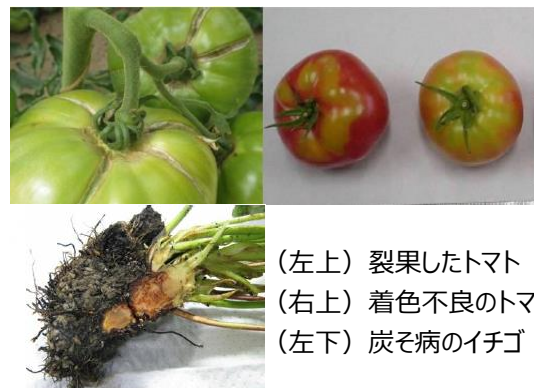 （左上）裂果したトマト
（右上）着色不良のトマ
（左下）炭そ病のイチゴ